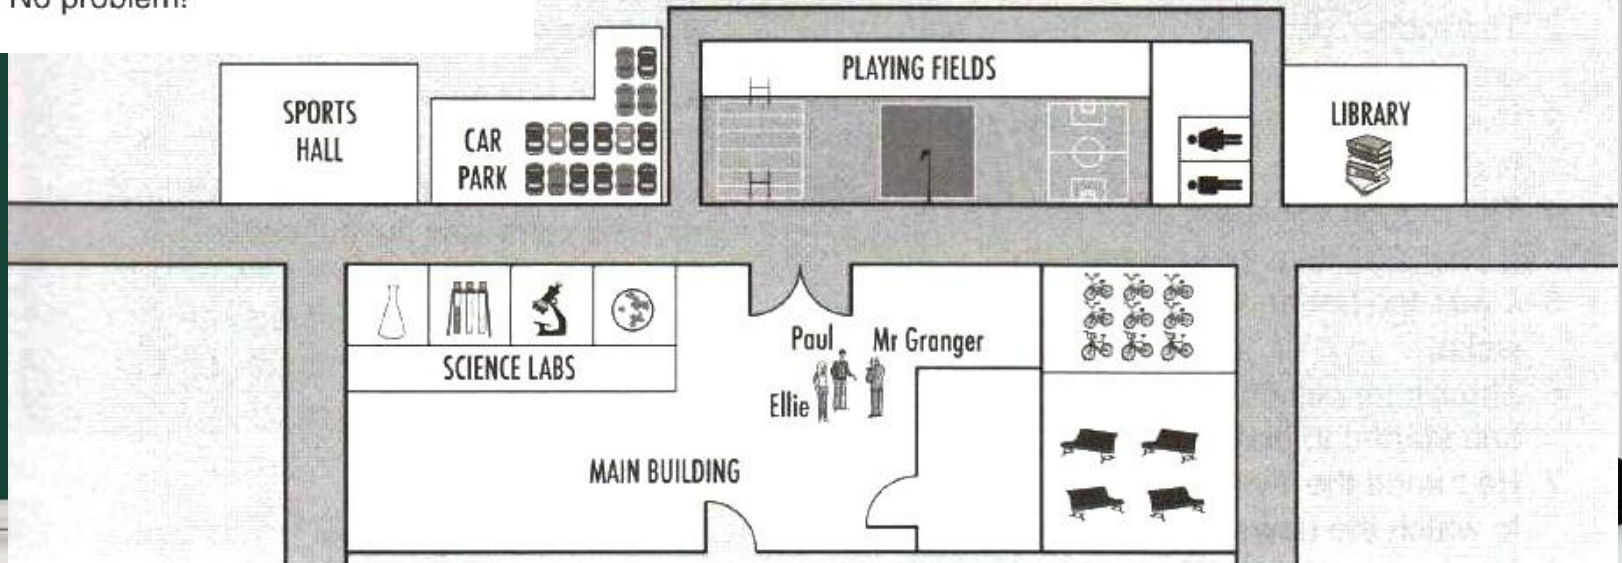 No problem!
PLAYING FIELDS
SPORTS
HALL
CAR
PARK
LIBRARY
Paul
Mr Granger
SCIENCE LABS
Ellie
MAIN BUILDING